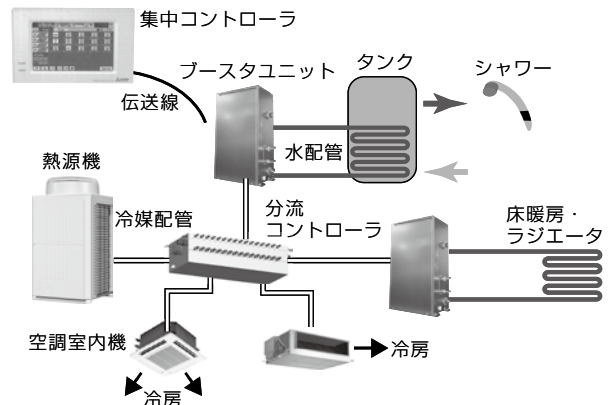 集中コントローラ
ブースタユニット
タンク
シャワー
伝送線
水配管
熱源機
冷媒配管
分流
コントローラ
床暖房・
ラジエータ
空調室内機
冷房
冷房